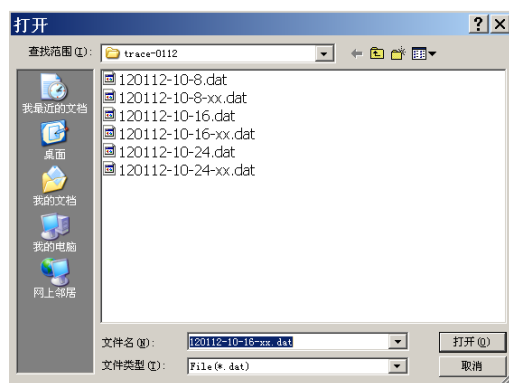 打开
查找范围(I):
trace-0112
我最近的文档
桌面
我的文档
我的电脑
网上邻居
120112-10-8.dat
120112-10-8-xx.dat
120112-10-16.dat
120112-10-16-xx.dat
120112-10-24.dat
120112-10-24-xx.dat
文件名(N):
120112-10-16-xx.dat
打开(O)
文件类型(T):
File(*.dat)
取消